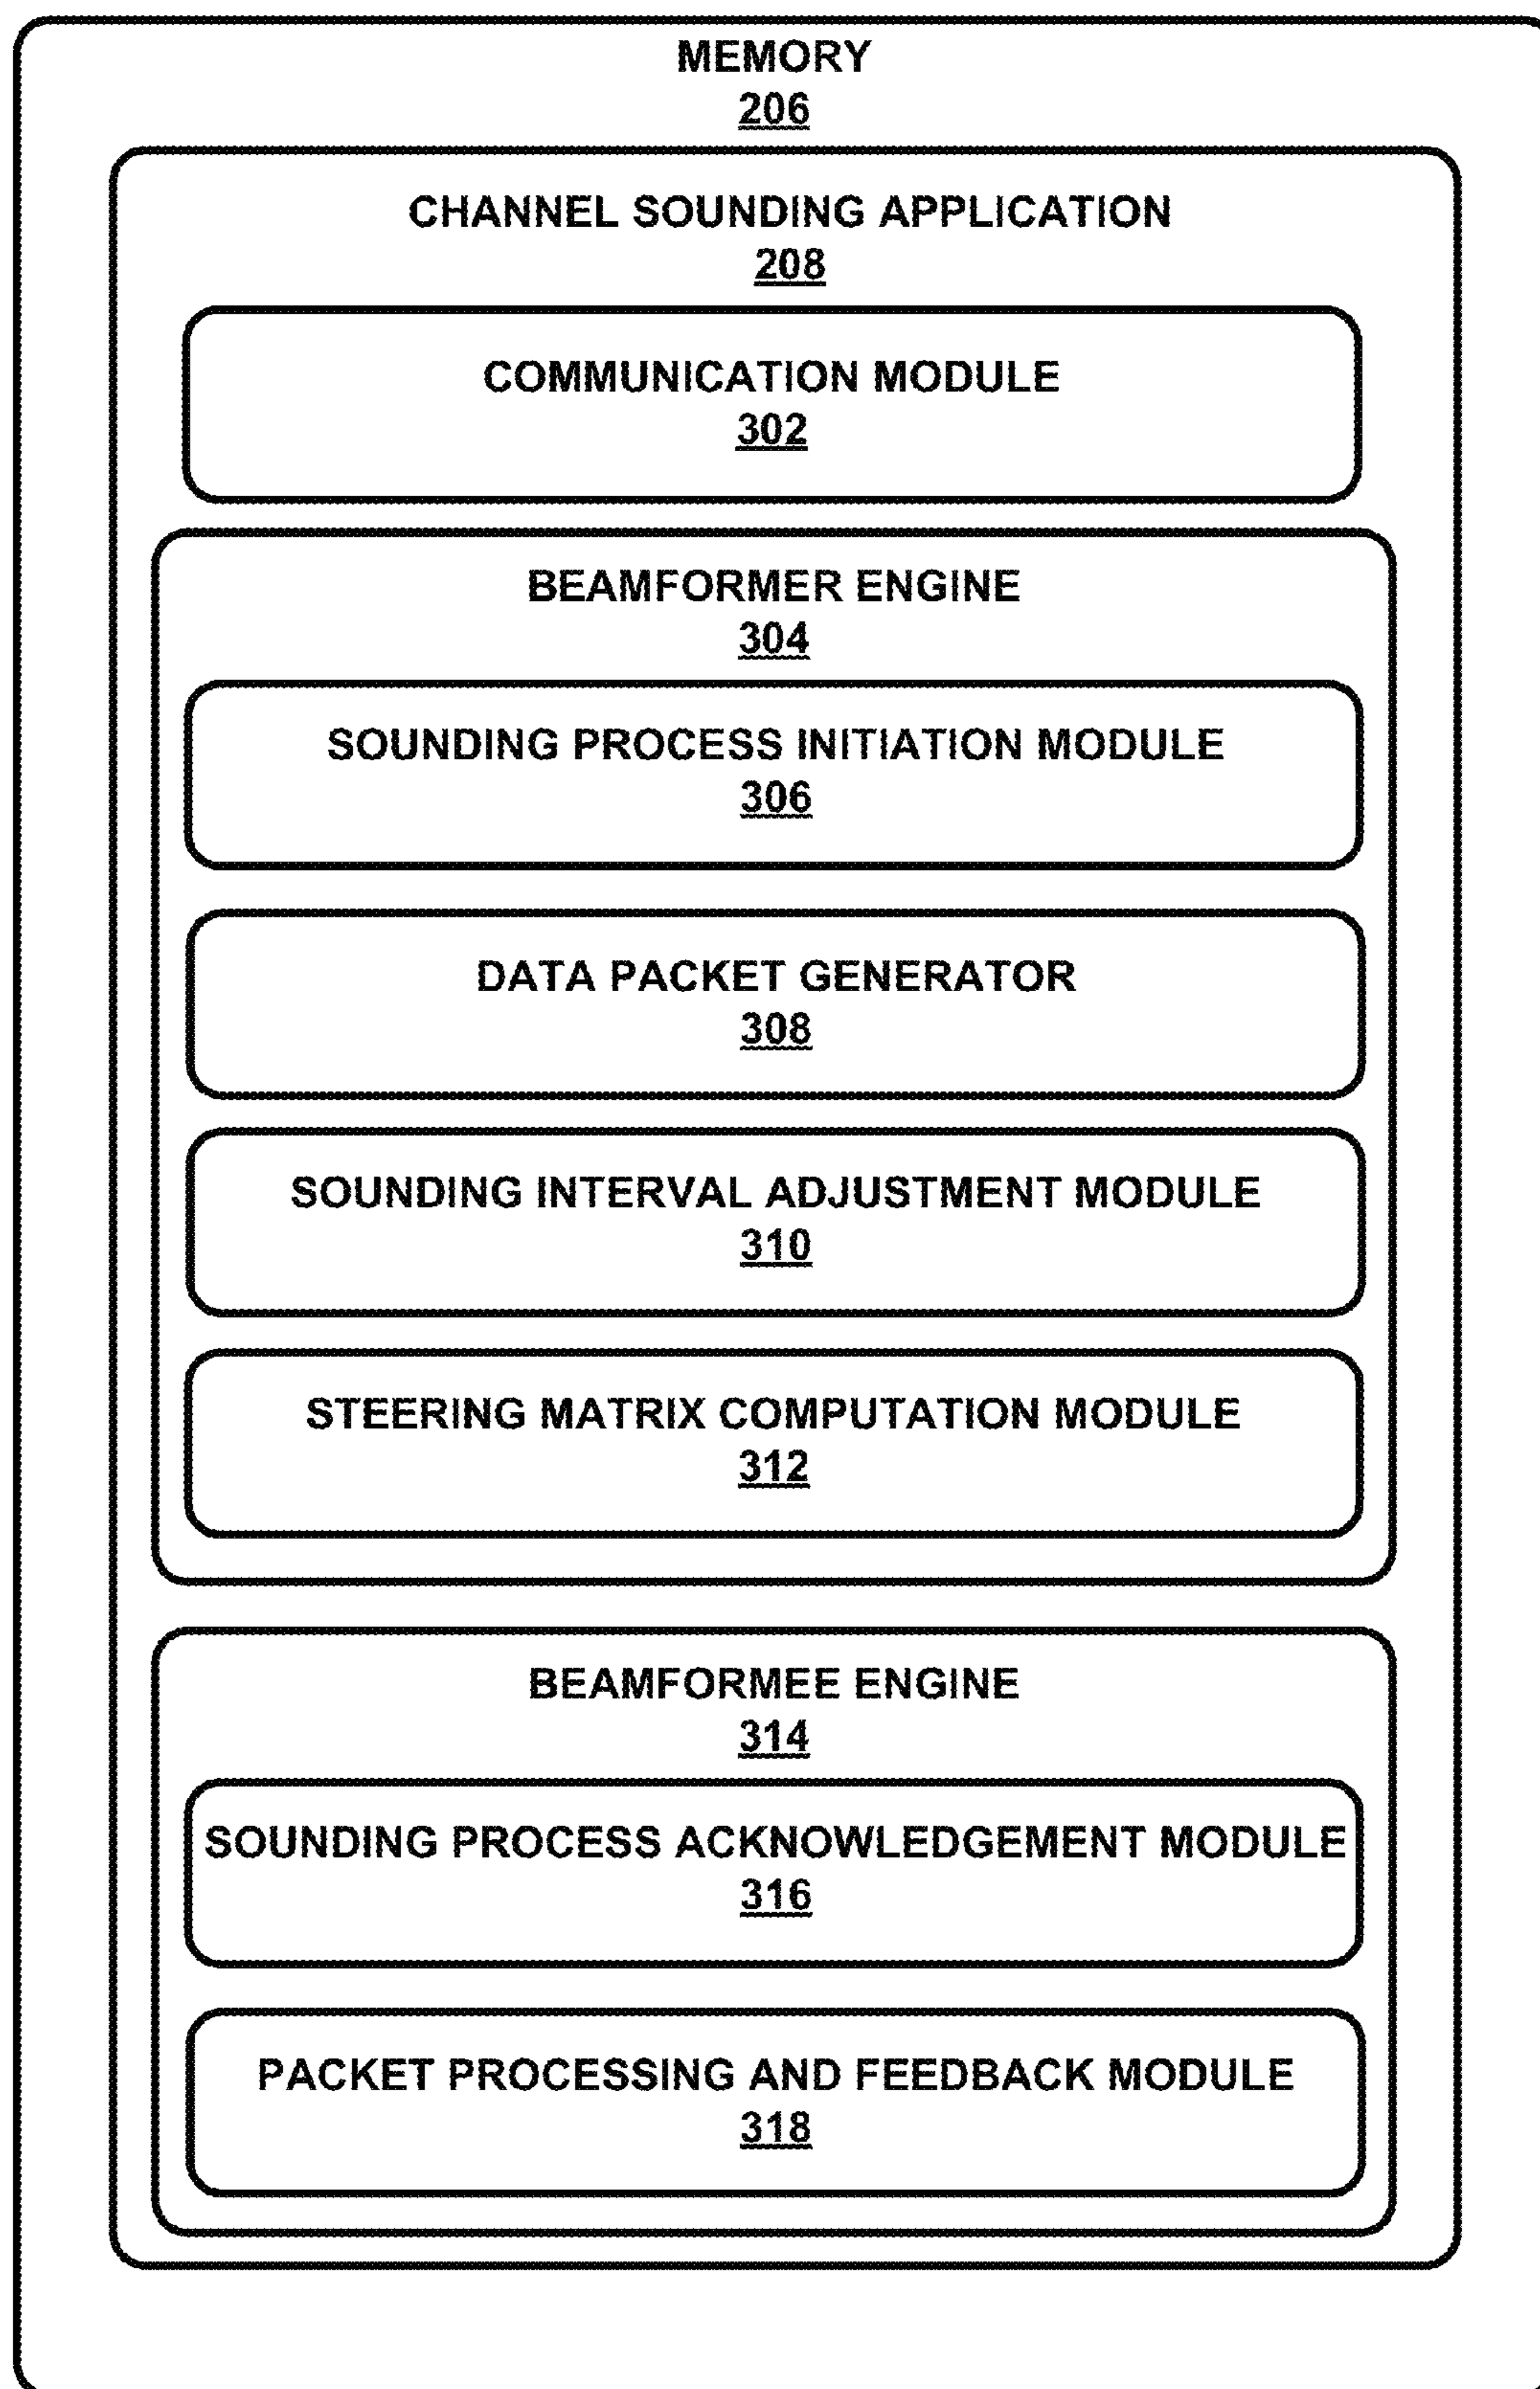 MEMORY
206
CHANNEL SOUNDING APPLICATION
208
COMMUNICATION MODULE
302
BEAMFORMER ENGINE
304
SOUNDING PROCESS INITIATION MODULE
306
DATA PACKET GENERATOR
308
SOUNDING INTERVAL ADJUSTMENT MODULE
310
STEERING MATRIX COMPUTATION MODULE
312
BEAMFORMEE ENGINE
314
SOUNDING PROCESS ACKNOWLEDGEMENT MODULE
316
PACKET PROCESSING AND FEEDBACK MODULE
318